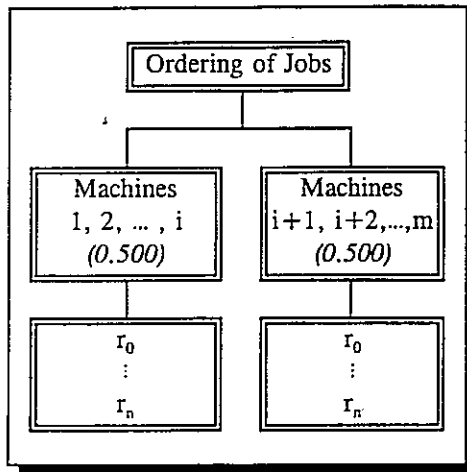 Ordering of Jobs
Machines
1, 2, ... , i
(0.500)
Machines
i+1, i+2,...,m
(0.500)
r₀
⋮
rₙ
r₀
⋮
rₙ